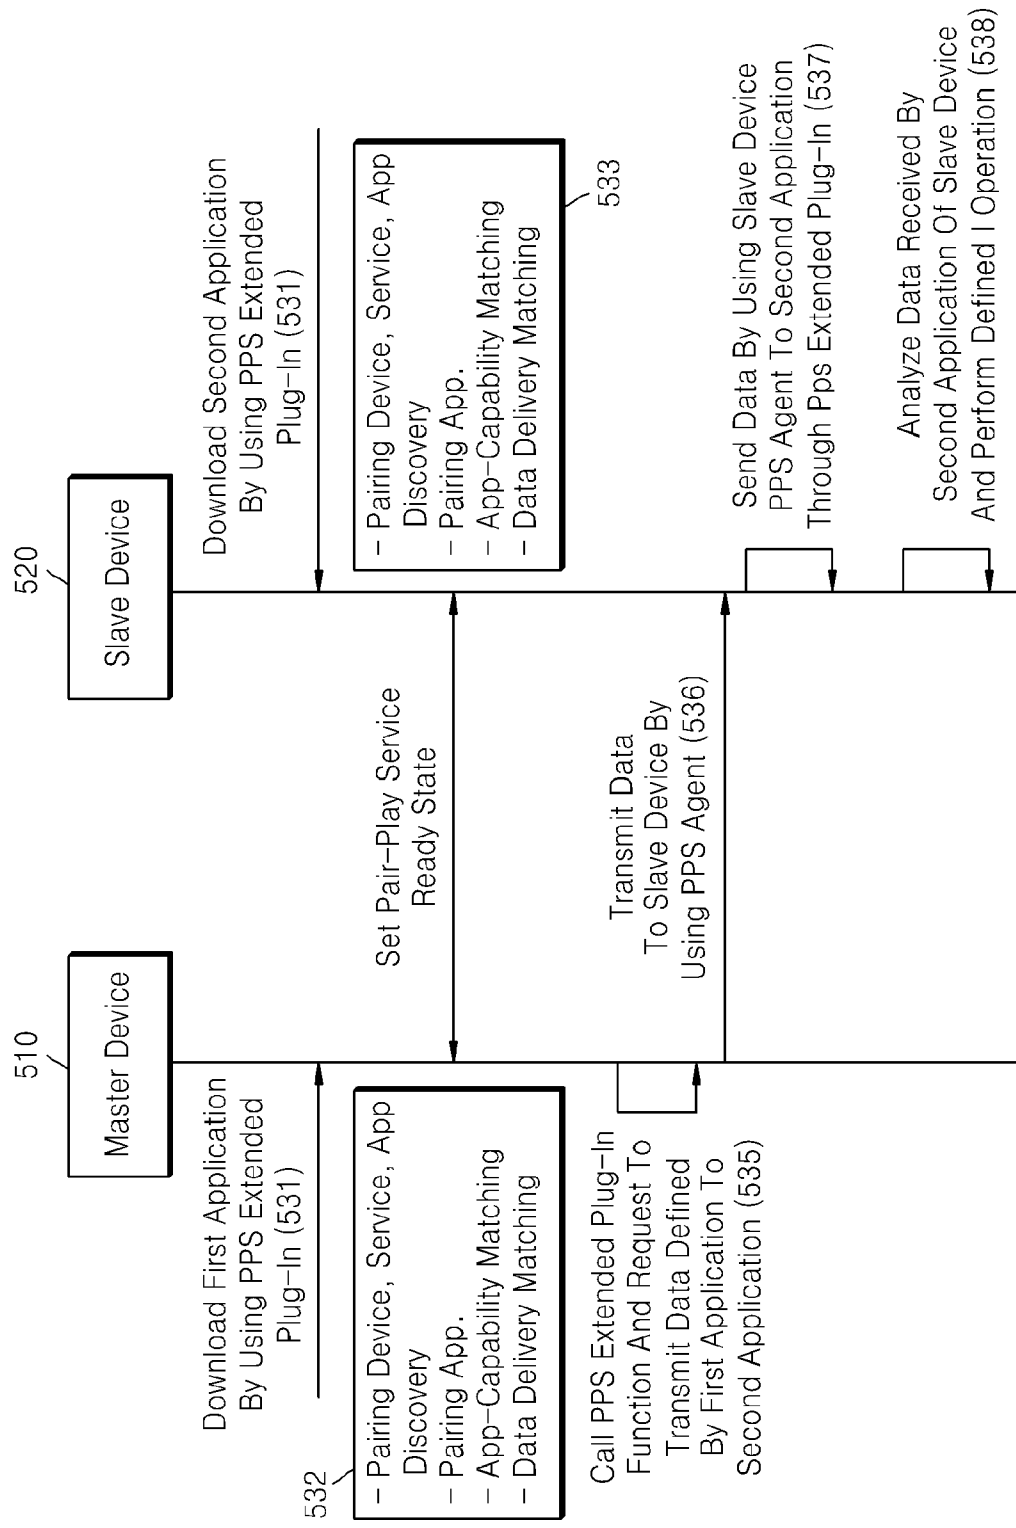 510
Master Device
520
Slave Device
Download First Application
By Using PPS Extended
Plug-In (531)
Download Second Application
By Using PPS Extended
Plug-In (531)
532
- Pairing Device, Service, App
Discovery
- Pairing App.
- App-Capability Matching
- Data Delivery Matching
Set Pair-Play Service
Ready State
- Pairing Device, Service, App
Discovery
- Pairing App.
- App-Capability Matching
- Data Delivery Matching
533
Call PPS Extended Plug-In
Function And Request To
Transmit Data Defined
By First Application To
Second Application (535)
Transmit Data
To Slave Device By
Using PPS Agent (536)
Send Data By Using Slave Device
PPS Agent To Second Application
Through Pps Extended Plug-In (537)
Analyze Data Received By
Second Application Of Slave Device
And Perform Defined I Operation (538)